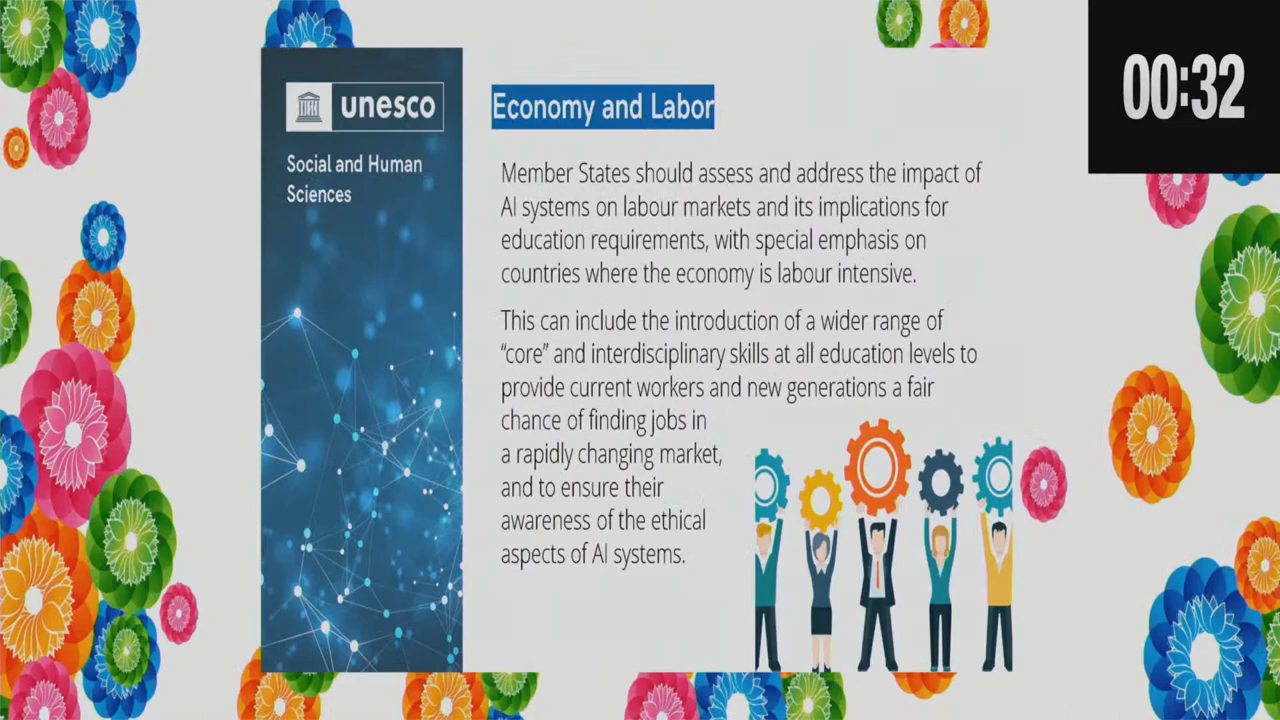 unesco
Social and Human
Sciences
Economy and Labor
Member States should assess and address the impact of
AI systems on labour markets and its implications for
education requirements, with special emphasis on
countries where the economy is labour intensive.
This can include the introduction of a wider range of
“core” and interdisciplinary skills at all education levels to
provide current workers and new generations a fair
chance of finding jobs in
a rapidly changing market,
and to ensure their
awareness of the ethical
aspects of AI systems.
00:32